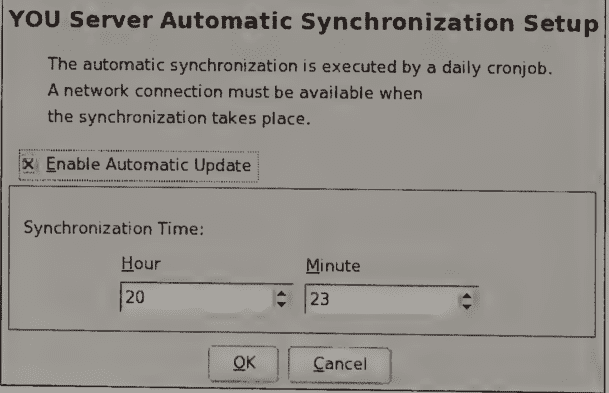 YOU Server Automatic Synchronization Setup
The automatic synchronization is executed by a daily cronjob.
A network connection must be available when
the synchronization takes place.
Enable Automatic Update
Synchronization Time:
Hour Minute
20 23
OK Cancel